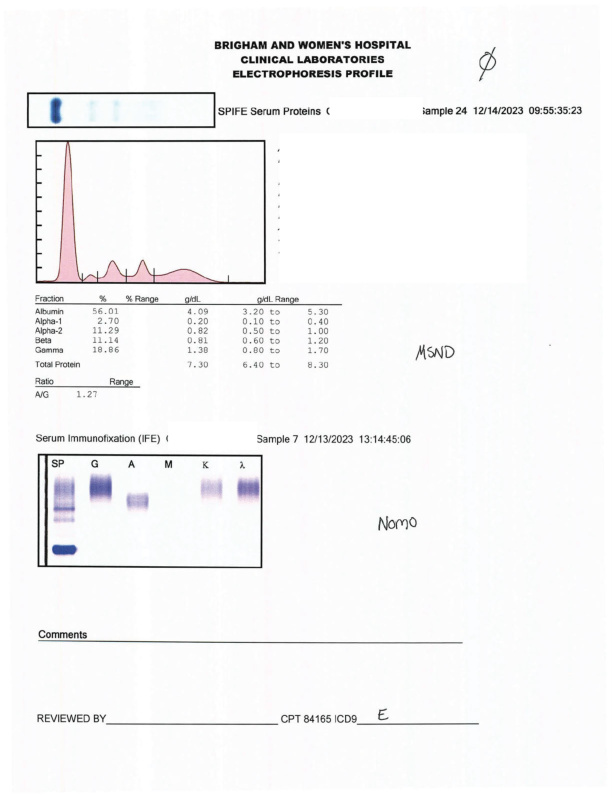 BRIGHAM AND WOMEN'S HOSPITAL
CLINICAL LABORATORIES
ELECTROPHORESIS PROFILE
Ø
SPIFE Serum Proteins ( Sample 24 12/14/2023 09:55:35:23
Fraction % % Range g/dL g/dL Range
Albumin 56.01 4.09 3.20 to 5.30
Alpha-1 2.70 0.20 0.10 to 0.40
Alpha-2 11.29 0.82 0.50 to 1.00
Beta 11.14 0.81 0.60 to 1.20
Gamma 18.86 1.38 0.80 to 1.70
Total Protein 7.30 6.40 to 8.30
MSND
Ratio Range
A/G 1.27
Serum Immunofixation (IFE) ( Sample 7 12/13/2023 13:14:45:06
SP G A M K λ
NOMO
Comments
REVIEWED BY CPT 84165 ICD9 E